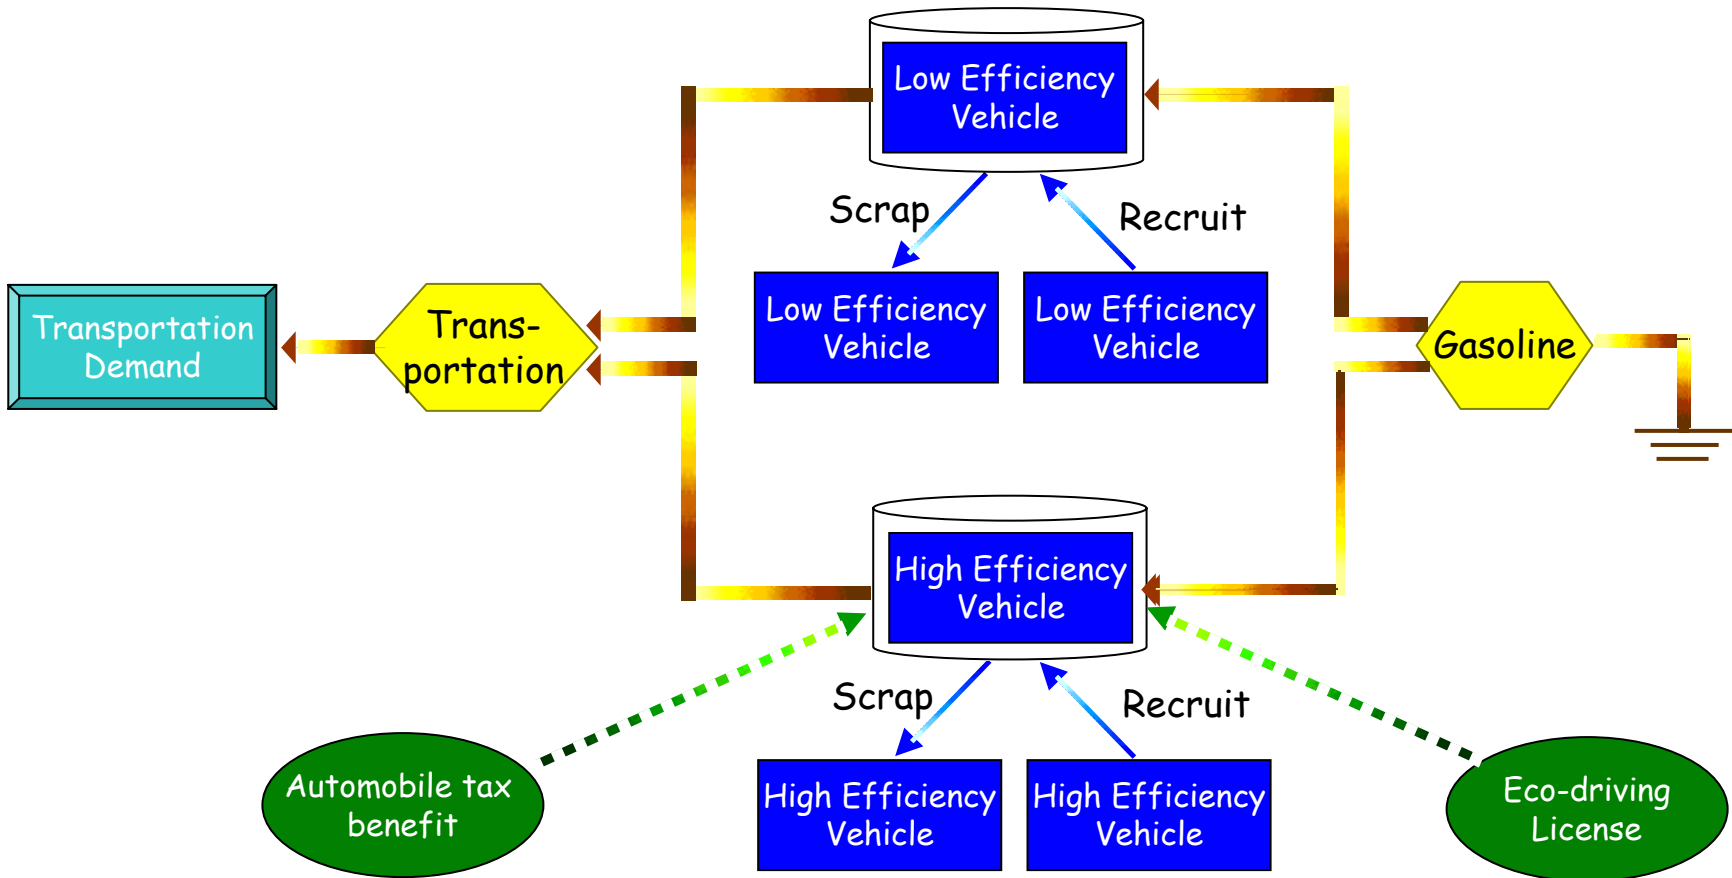 Low Efficiency
Vehicle
Scrap
Recruit
Low Efficiency
Vehicle
Low Efficiency
Vehicle
Transportation
Demand
Trans-
portation
Gasoline
High Efficiency
Vehicle
Scrap
Recruit
Automobile tax
benefit
High Efficiency
Vehicle
High Efficiency
Vehicle
Eco-driving
License